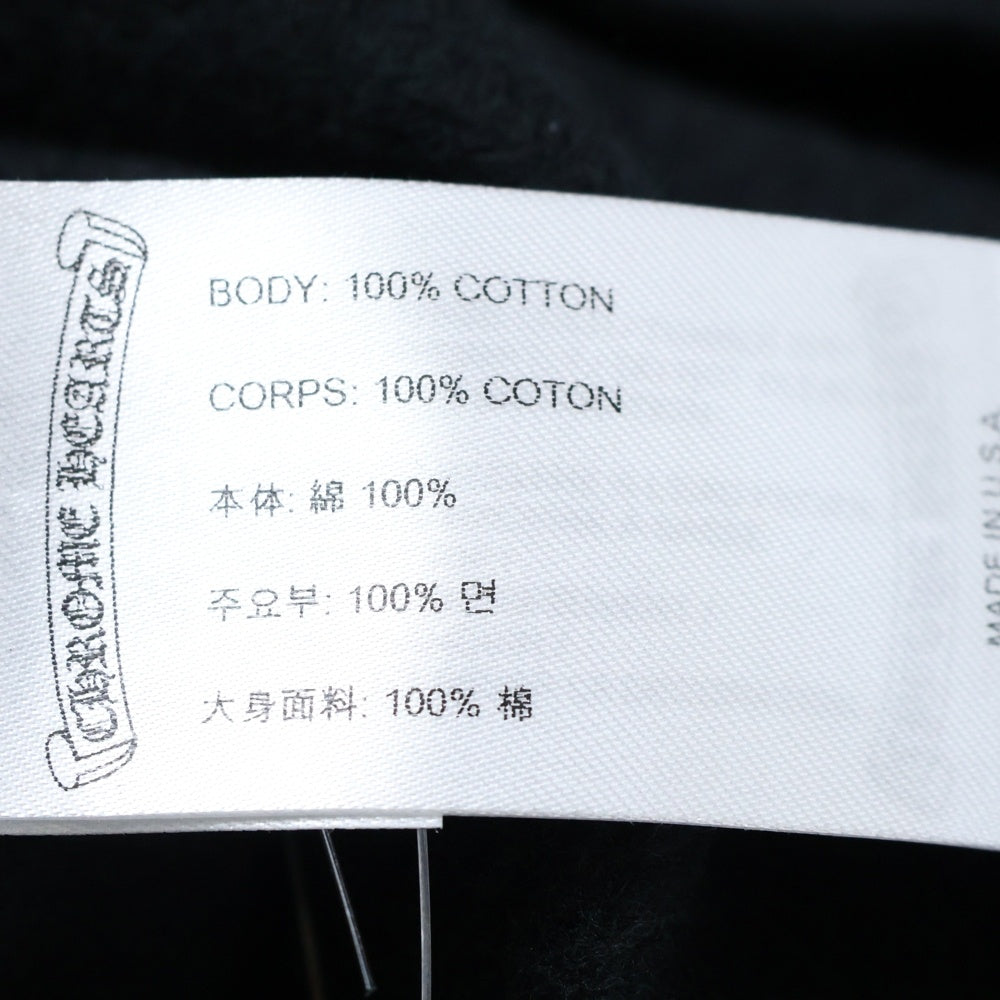 CHROME HEARTS
BODY: 100% COTTON
CORPS: 100% COTON
本体: 綿 100%
주요부: 100% 면
大身面料: 100% 棉
MADE IN U.S.A